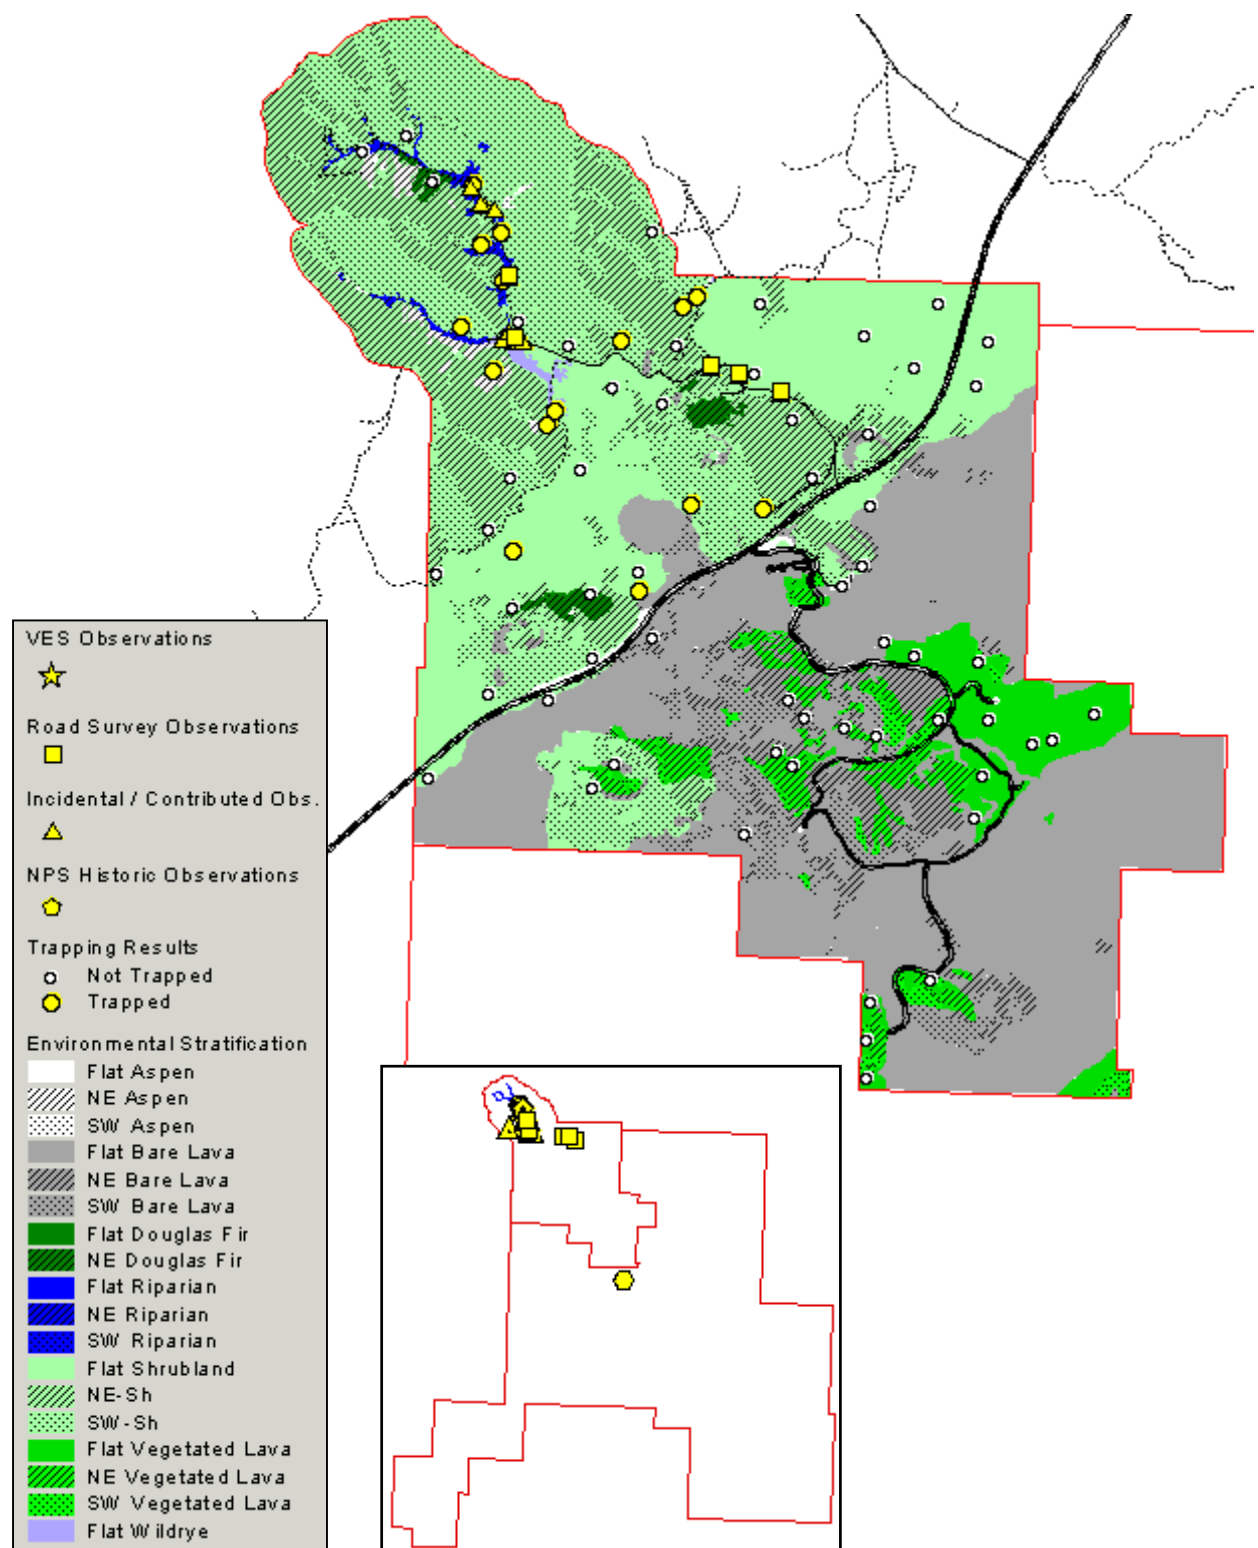 VES Observations
Road Survey Observations
Incidental / Contributed Obs.
NPS Historic Observations
Trapping Results
Not Trapped
Trapped
Environmental Stratification
Flat Aspen
NE Aspen
SW Aspen
Flat Bare Lava
NE Bare Lava
SW Bare Lava
Flat Douglas Fir
NE Douglas Fir
Flat Riparian
NE Riparian
SW Riparian
Flat Shrubland
NE-Sh
SW-Sh
Flat Vegetated Lava
NE Vegetated Lava
SW Vegetated Lava
Flat Wildrye